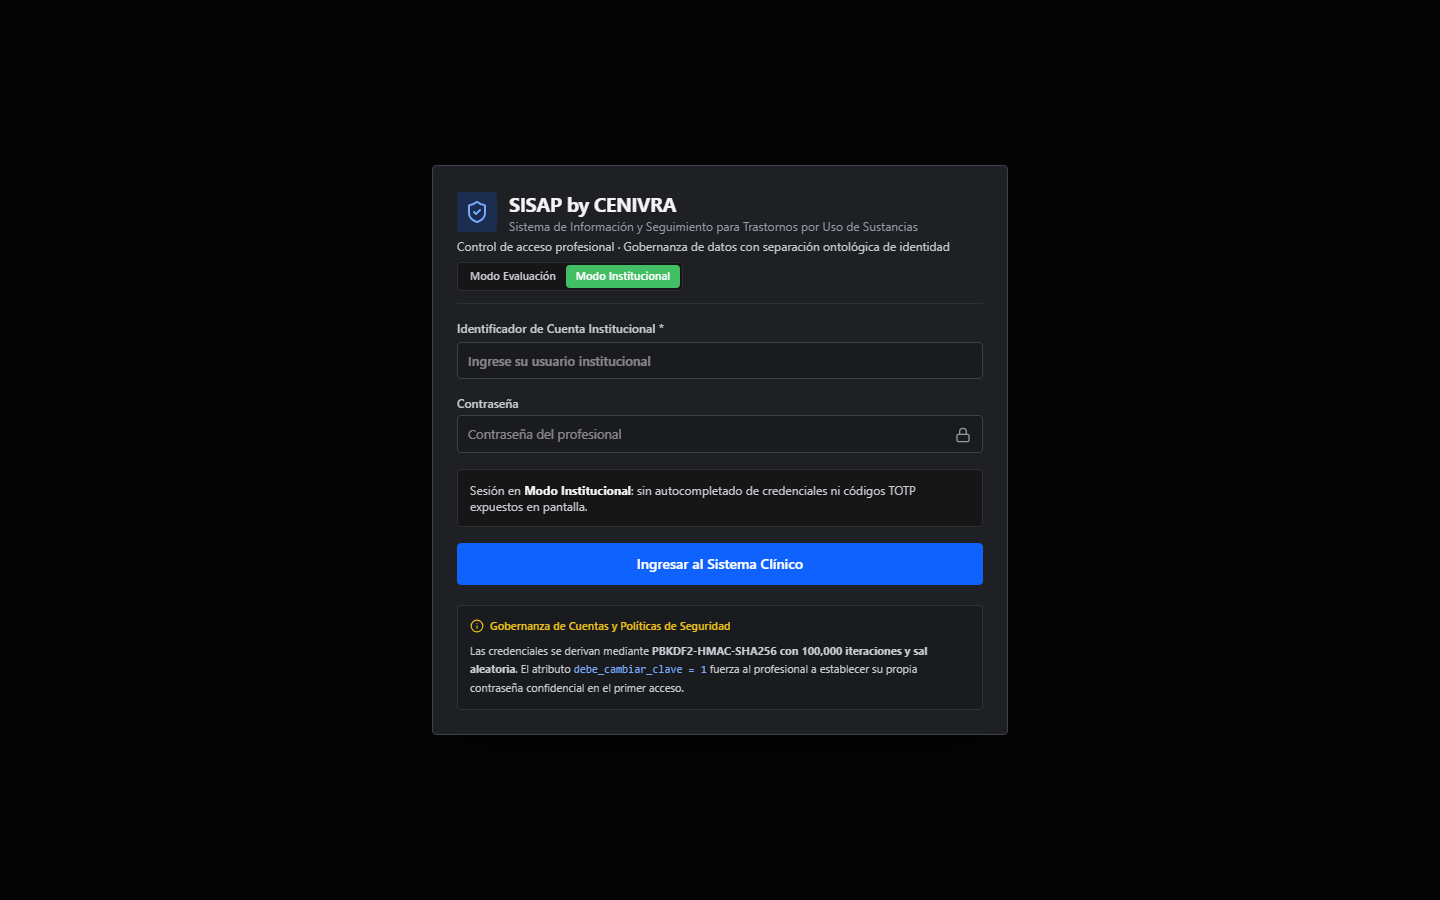 SISAP by CENIVRA
Sistema de Información y Seguimiento para Trastornos por Uso de Sustancias
Control de acceso profesional · Gobernanza de datos con separación ontológica de identidad
Modo Evaluación Modo Institucional
Identificador de Cuenta Institucional *
Ingrese su usuario institucional
Contraseña
Contraseña del profesional
Sesión en Modo Institucional: sin autocompletado de credenciales ni códigos TOTP
expuestos en pantalla.
Ingresar al Sistema Clínico
Gobernanza de Cuentas y Políticas de Seguridad
Las credenciales se derivan mediante PBKDF2-HMAC-SHA256 con 100,000 iteraciones y sal
aleatoria. El atributo debe_cambiar_clave = 1 fuerza al profesional a establecer su propia
contraseña confidencial en el primer acceso.